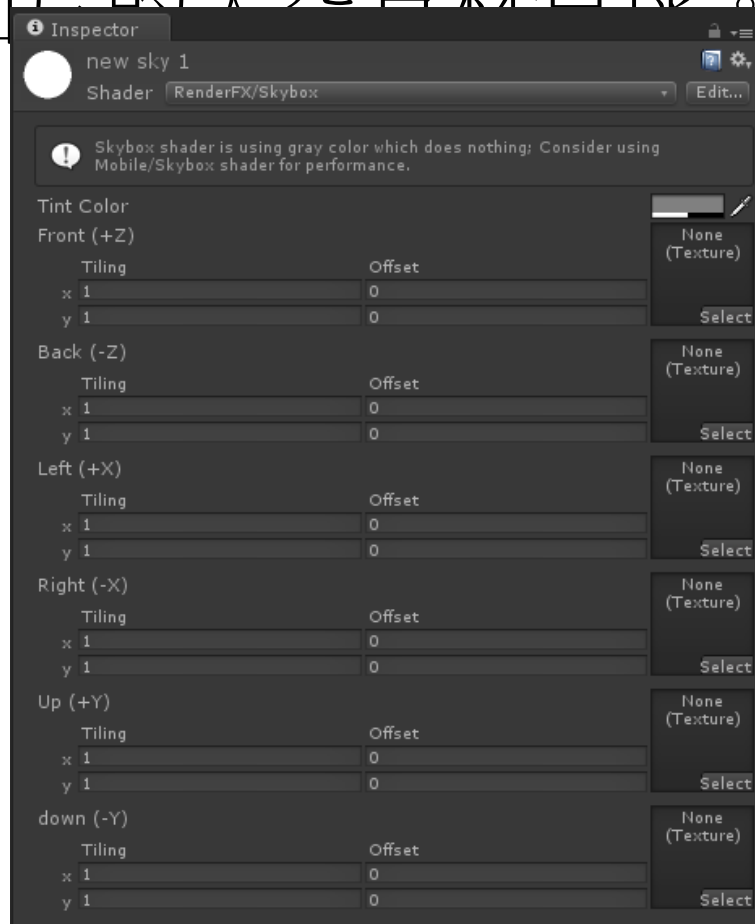 Inspector
new sky 1
Shader RenderFX/Skybox Edit...
Skybox shader is using gray color which does nothing; Consider using
Mobile/Skybox shader for performance.
Tint Color
Front (+Z) None
(Texture)
Tiling Offset
x 1 0
y 1 0 Select
Back (-Z) None
(Texture)
Tiling Offset
x 1 0
y 1 0 Select
Left (+X) None
(Texture)
Tiling Offset
x 1 0
y 1 0 Select
Right (-X) None
(Texture)
Tiling Offset
x 1 0
y 1 0 Select
Up (+Y) None
(Texture)
Tiling Offset
x 1 0
y 1 0 Select
down (-Y) None
(Texture)
Tiling Offset
x 1 0
y 1 0 Select